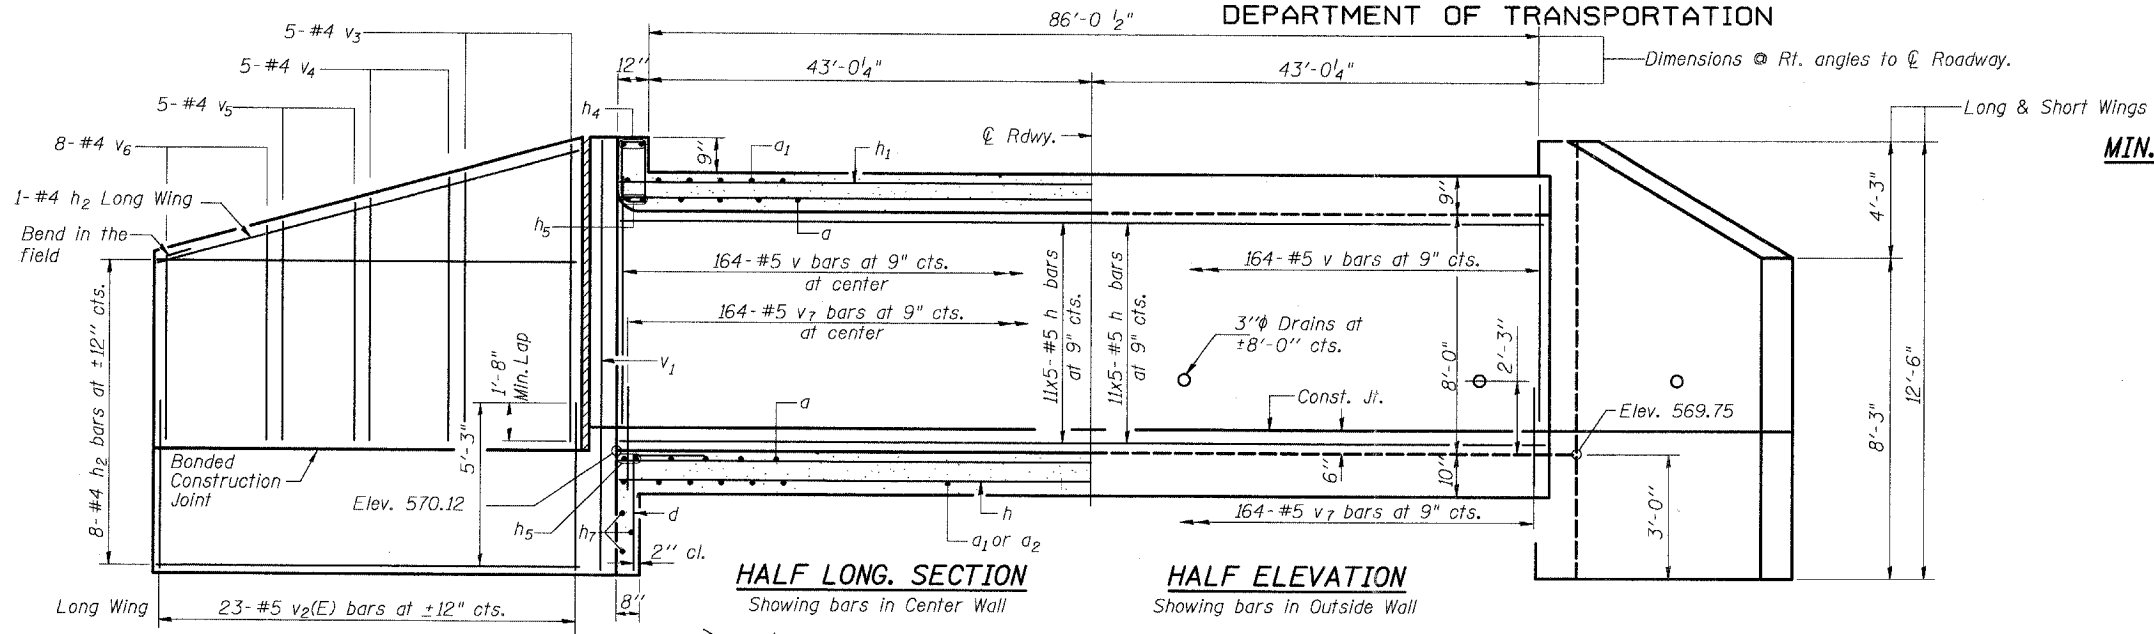 DEPARTMENT OF TRANSPORTATION
86'-0 1/2"
5-#4 v3
5-#4 v4
5-#4 v5
8-#4 v6
1-#4 h2 Long Wing
Bend in the
field
12"
43'-0 1/4"
43'-0 1/4"
Dimensions @ Rt. angles to ℄ Roadway.
h4
9"
a1
h1
℄ Rdwy.
Long & Short Wings
MIN.
h5
a
9"
4'-3"
164-#5 v bars at 9" cts.
at center
164-#5 v bars at 9" cts.
164-#5 v7 bars at 9" cts.
at center
11x5-#5 h bars
at 9" cts.
11x5-#5 h bars
at 9" cts.
3"ϕ Drains at
±8'-0" cts.
8'-0"
2'-3"
12'-6"
8'-#4 h2 bars at ±12" cts.
1'-8"
Min. Lap
v1
a
Const. Jt.
Elev. 569.75
8'-3"
5'-3"
Bonded
Construction
Joint
Elev. 570.12
6"
10"
3'-0"
h5
h7
d
h
a1 or a2
164-#5 v7 bars at 9" cts.
2" cl.
8"
HALF LONG. SECTION
Showing bars in Center Wall
HALF ELEVATION
Showing bars in Outside Wall
Long Wing
23-#5 v2(E) bars at ±12" cts.